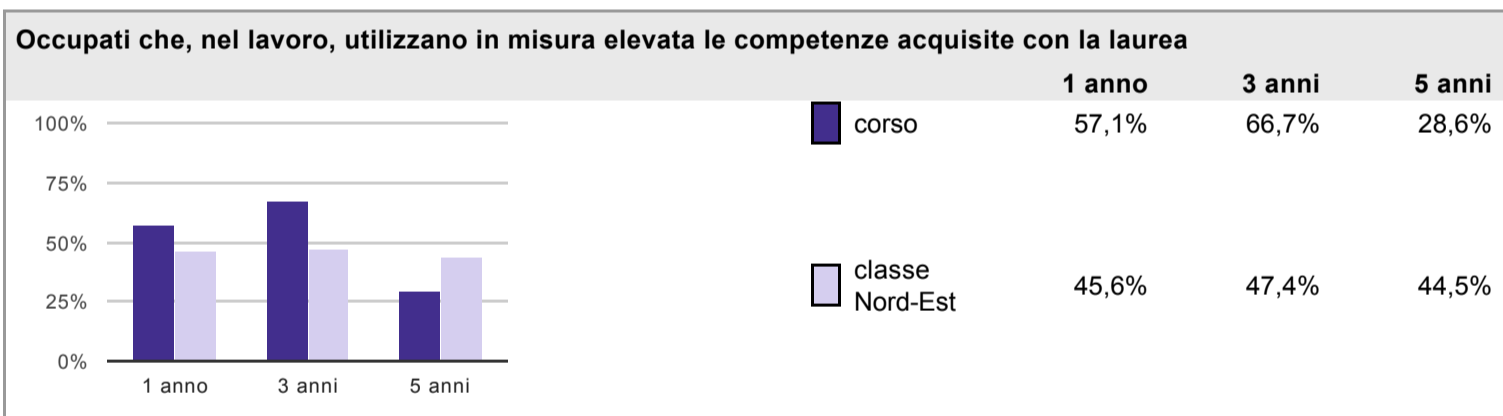 Occupati che, nel lavoro, utilizzano in misura elevata le competenze acquisite con la laurea
1 anno 3 anni 5 anni
100%
75%
50%
25%
0%
1 anno 3 anni 5 anni
corso 57,1% 66,7% 28,6%
classe
Nord-Est 45,6% 47,4% 44,5%